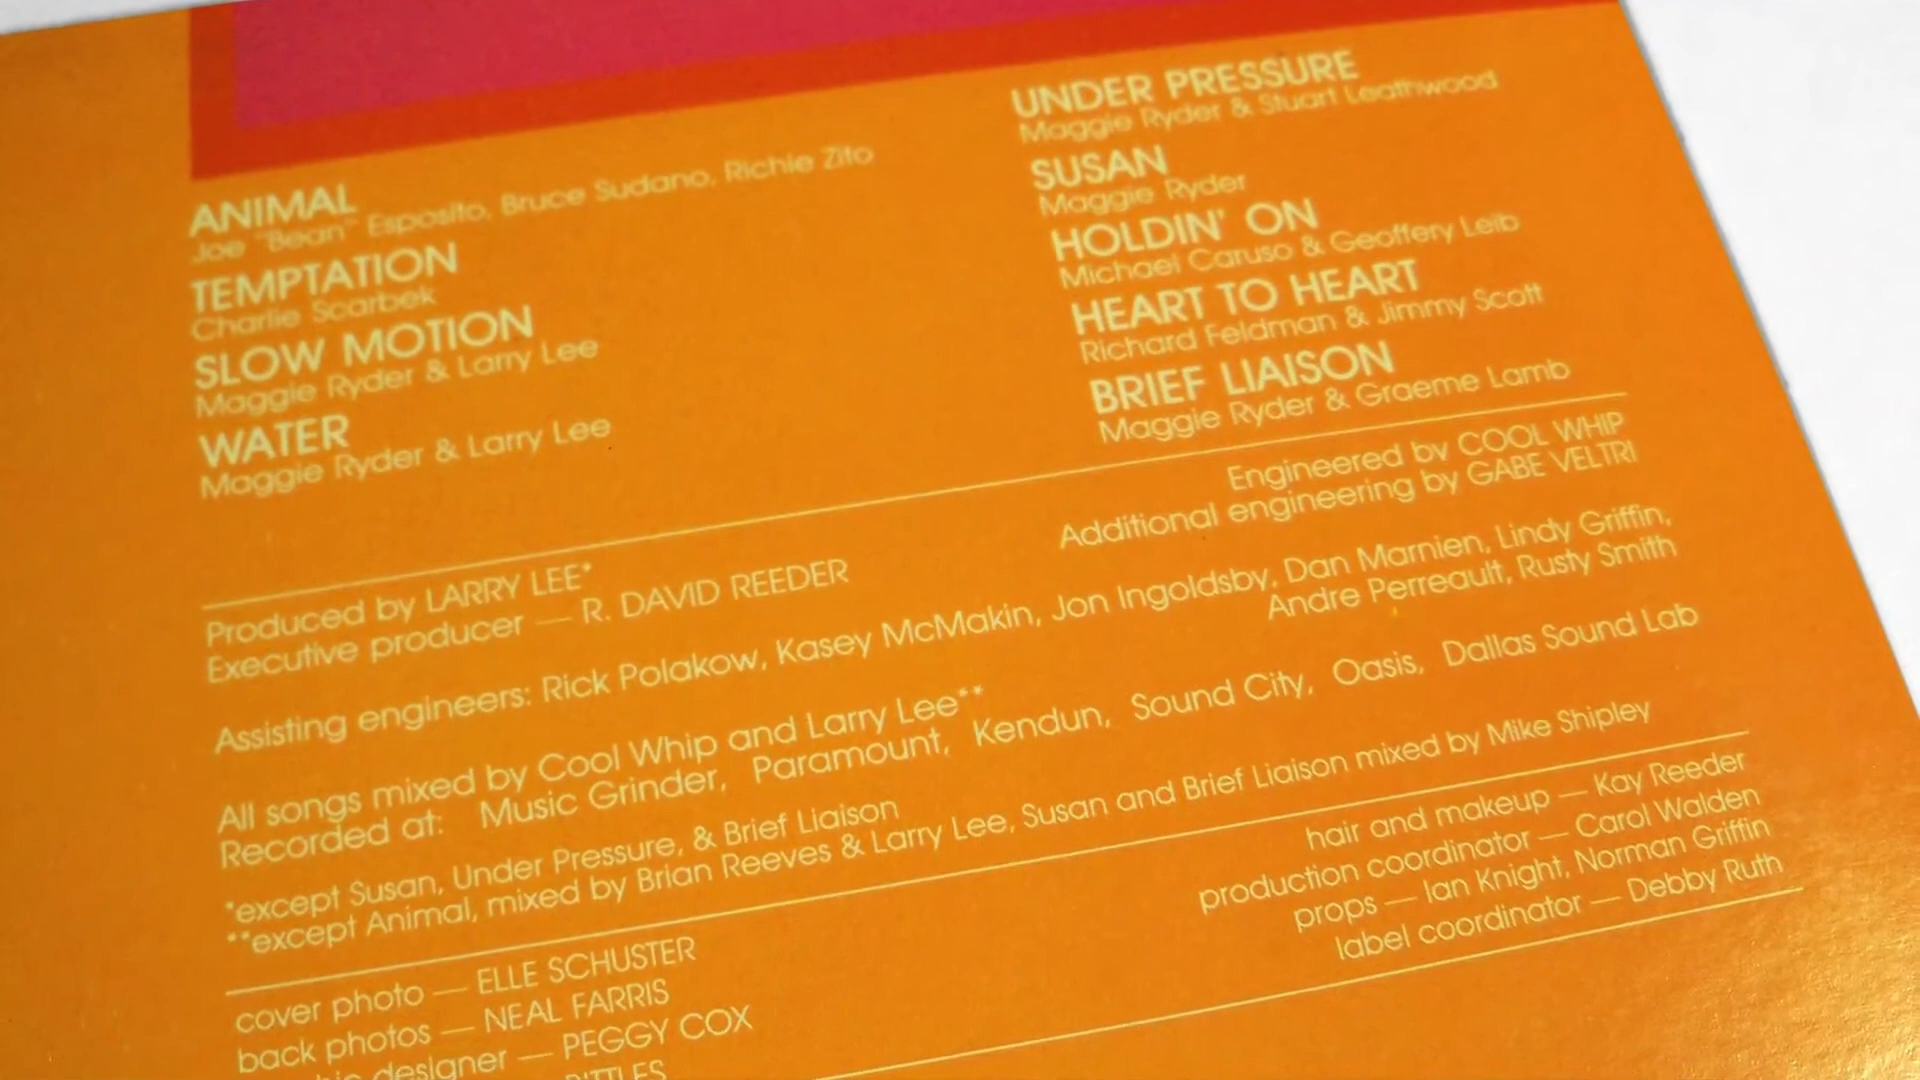 ANIMAL
Joe "Bean" Esposito, Bruce Sudano, Richie Zito
TEMPTATION
Charlie Scarbek
SLOW MOTION
Maggie Ryder & Larry Lee
WATER
Maggie Ryder & Larry Lee
UNDER PRESSURE
Maggie Ryder & Stuart Leathwood
SUSAN
Maggie Ryder
HOLDIN' ON
Michael Caruso & Geoffery Leib
HEART TO HEART
Richard Feldman & Jimmy Scott
BRIEF LIAISON
Maggie Ryder & Graeme Lamb
Produced by LARRY LEE*
Executive producer — R. DAVID REEDER
Engineered by COOL WHIP
Additional engineering by GABE VELTRI
Assisting engineers: Rick Polakow, Kasey McMakin, Jon Ingoldsby, Dan Marnien, Lindy Griffin,
Andre Perreault, Rusty Smith
All songs mixed by Cool Whip and Larry Lee**
Recorded at: Music Grinder, Paramount, Kendun, Sound City, Oasis, Dallas Sound Lab
*except Susan, Under Pressure, & Brief Liaison
**except Animal, mixed by Brian Reeves & Larry Lee, Susan and Brief Liaison mixed by Mike Shipley
cover photo — ELLE SCHUSTER
back photos — NEAL FARRIS
designer — PEGGY COX
hair and makeup — Kay Reeder
production coordinator — Carol Walden
props — Ian Knight, Norman Griffin
label coordinator — Debby Ruth